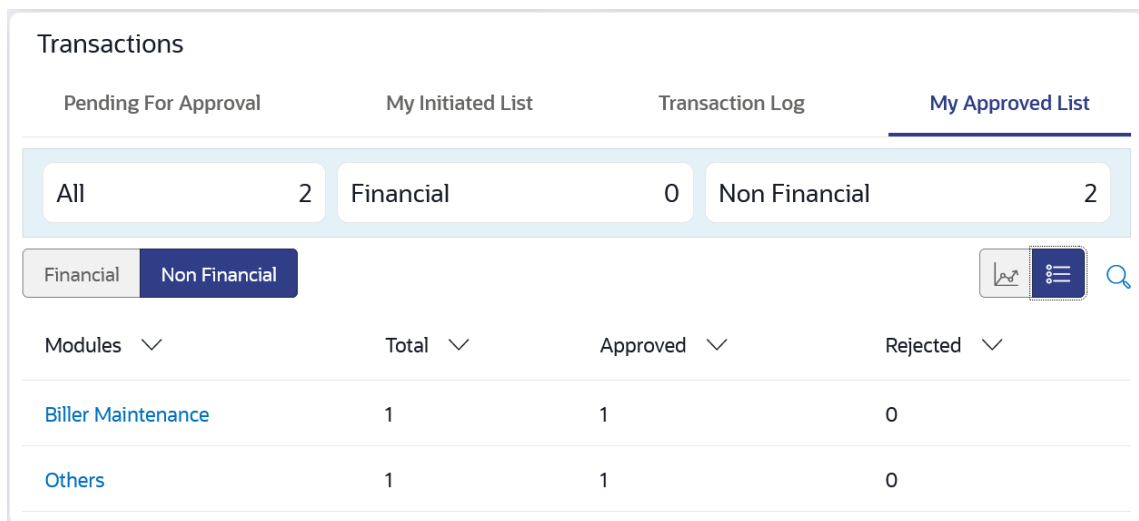 Transactions
Pending For Approval My Initiated List Transaction Log My Approved List
All 2 Financial 0 Non Financial 2
Financial Non Financial
Modules Total Approved Rejected
Biller Maintenance 1 1 0
Others 1 1 0